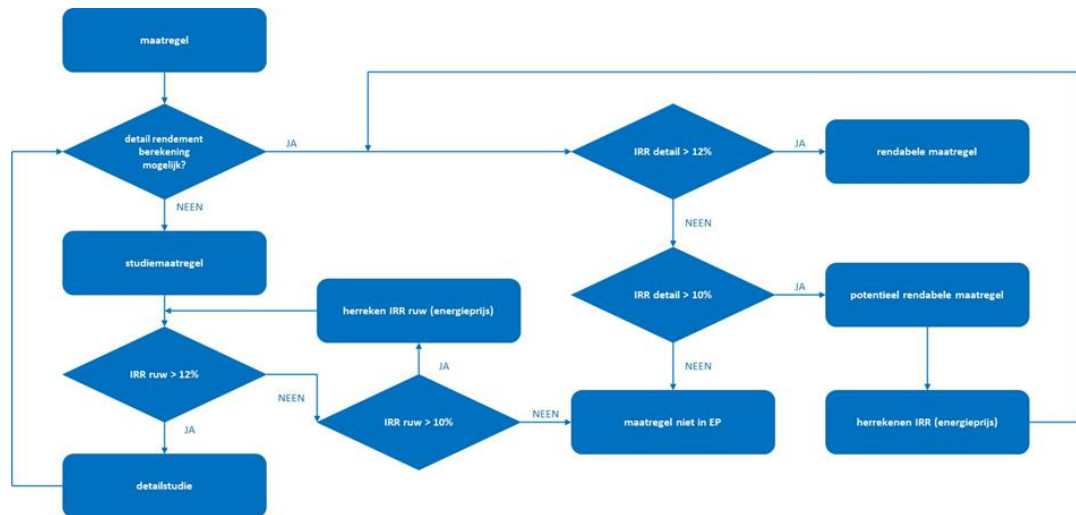 maatregel
detail rendement
berekening
mogelijk?
JA
IRR detail > 12%
JA
rendabele maatregel
NEEN
NEEN
studiemaatregel
IRR detail > 10%
JA
potentieel rendabele maatregel
herreken IRR ruw (energieprijs)
IRR ruw > 12%
NEEN
JA
NEEN
JA
IRR ruw > 10%
NEEN
maatregel niet in EP
herrekenen IRR (energieprijs)
detailstudie